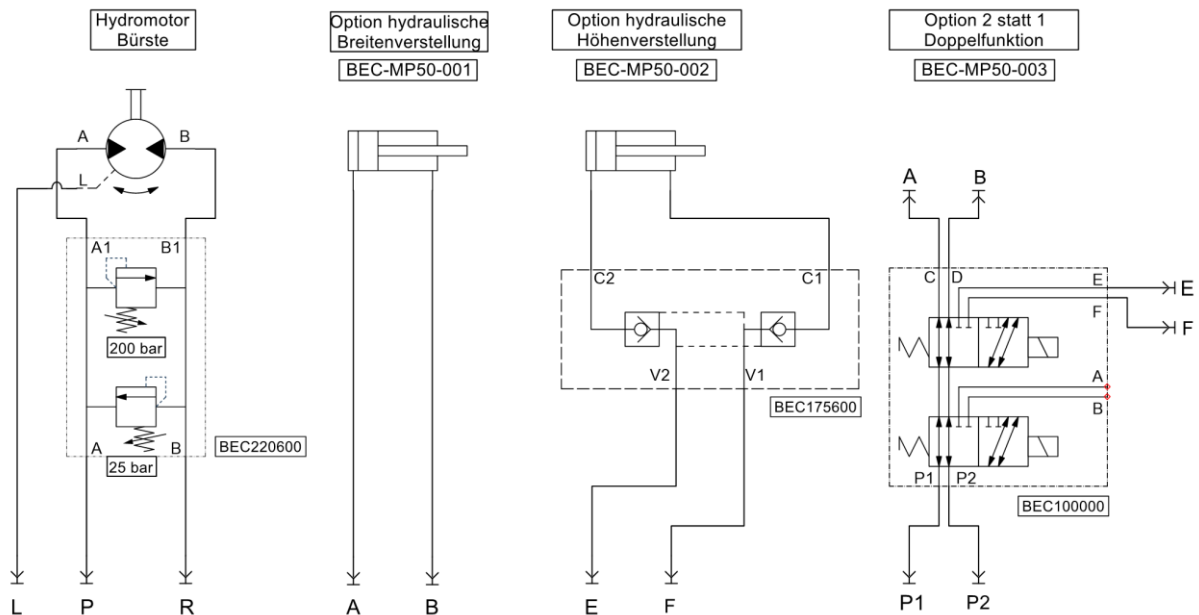 Hydromotor
Bürste
Option hydraulische
Breitenverstellung
BEC-MP50-001
Option hydraulische
Höhenverstellung
BEC-MP50-002
Option 2 statt 1
Doppelfunktion
BEC-MP50-003
A
B
L
A1
B1
200 bar
A
B
25 bar
BEC220600
L
P
R
A
B
C2
C1
V2
V1
BEC175600
E
F
A
B
C
D
E
F
E
F
A
B
P1
P2
BEC100000
P1
P2